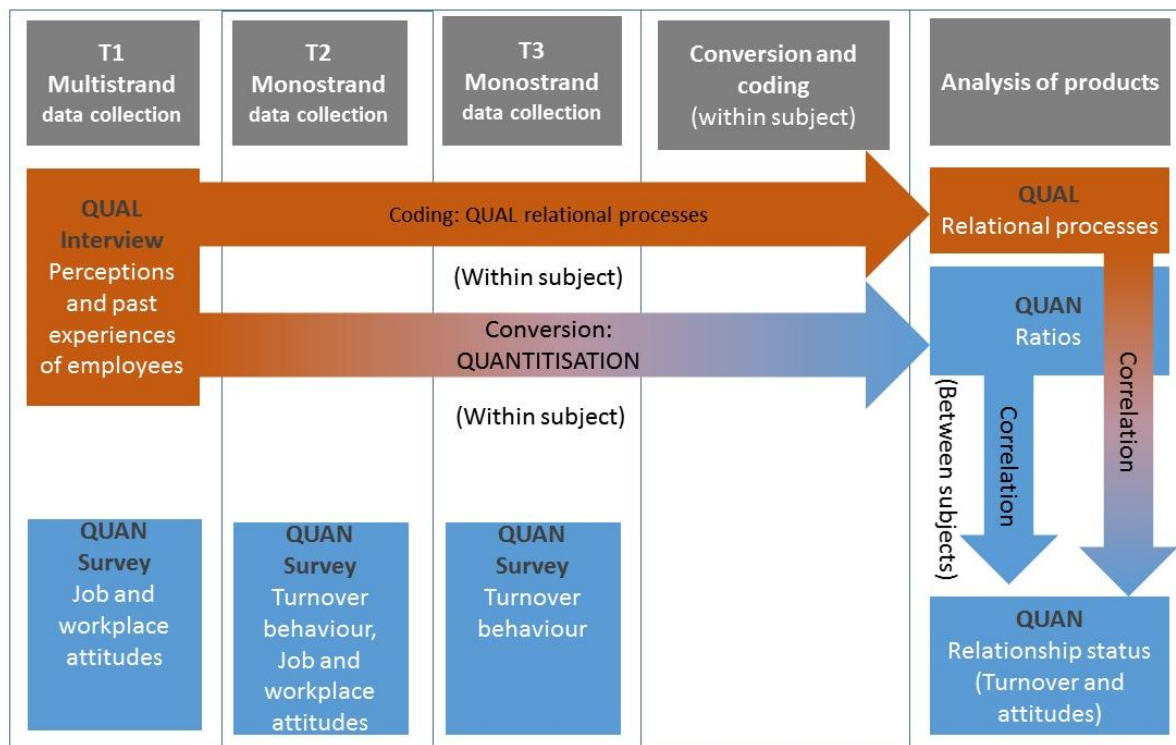 T1
Multistrand
data collection
T2
Monostrand
data collection
T3
Monostrand
data collection
Conversion and
coding
(within subject)
Analysis of products
QUAL
Interview
Perceptions
and past
experiences
of employees
Coding: QUAL relational processes
(Within subject)
Conversion:
QUANTITISATION
(Within subject)
QUAL
Relational processes
QUAN
Ratios
(Between subjects)
Correlation
Correlation
QUAN
Survey
Job and
workplace
attitudes
QUAN
Survey
Turnover
behaviour,
Job and
workplace
attitudes
QUAN
Survey
Turnover
behaviour
QUAN
Relationship status
(Turnover and
attitudes)